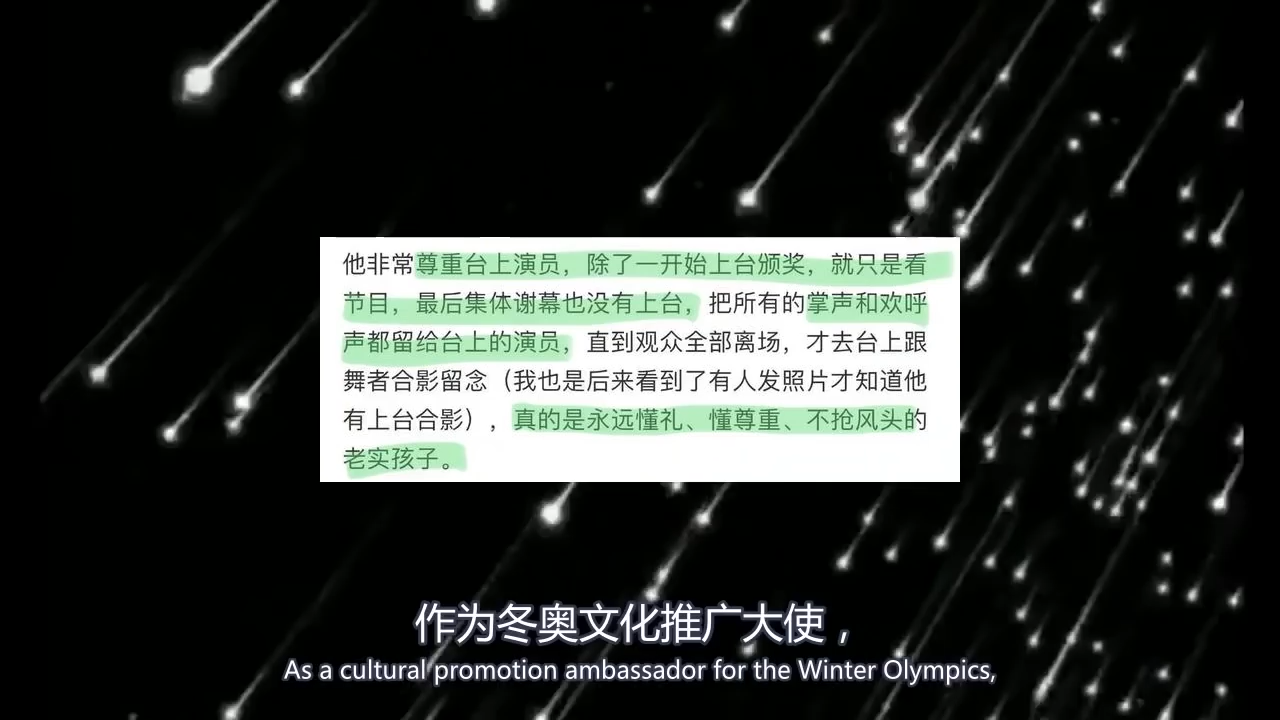 他非常尊重台上演员，除了一开始上台颁奖，就只是看
节目，最后集体谢幕也没有上台，把所有的掌声和欢呼
声都留给台上的演员，直到观众全部离场，才去台上跟
舞者合影留念（我也是后来看到了有人发照片才知道他
有上台合影），真的是永远懂礼、懂尊重、不抢风头的
老实孩子。
作为冬奥文化推广大使，
As a cultural promotion ambassador for the Winter Olympics,